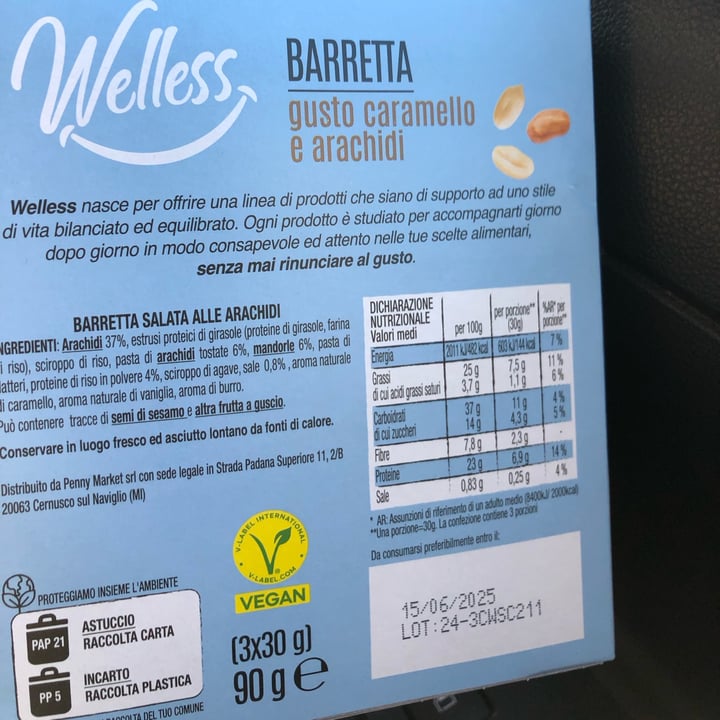 Welless
BARRETTA
gusto caramello
e arachidi
Welless nasce per offrire una linea di prodotti che siano di supporto ad uno stile
di vita bilanciato ed equilibrato. Ogni prodotto è studiato per accompagnarti giorno
dopo giorno in modo consapevole ed attento nelle tue scelte alimentari,
senza mai rinunciare al gusto.
BARRETTA SALATA ALLE ARACHIDI
NGREDIENTI: Arachidi 37%, estrusi proteici di girasole (proteine di girasole, farina
i riso), sciroppo di riso, pasta di arachidi tostate 6%, mandorle 6%, pasta di
latteri, proteine di riso in polvere 4%, sciroppo di agave, sale 0,8%, aroma naturale
di caramello, aroma naturale di vaniglia, aroma di burro.
Può contenere tracce di semi di sesamo e altra frutta a guscio.
Conservare in luogo fresco ed asciutto lontano da fonti di calore.
Distribuito da Penny Market srl con sede legale in Strada Padana Superiore 11, 2/B
20063 Cernusco sul Naviglio (MI)
DICHIARAZIONE
NUTRIZIONALE
Valori medi per 100g per porzione** (30g) %AR* per porzione**
Energia 2011 kJ/482 kcal 603 kJ/144 kcal 7%
Grassi 25 g 7,5 g 11%
di cui acidi grassi saturi 3,7 g 1,1 g 6%
Carboidrati 37 g 11 g 4%
di cui zuccheri 14 g 4,3 g 5%
Fibre 7,8 g 2,3 g -
Proteine 23 g 6,9 g 14%
Sale 0,83 g 0,25 g 4%
* AR: Assunzioni di riferimento di un adulto medio (8400kJ/ 2000kcal)
**Una porzione=30g. La confezione contiene 3 porzioni
Da consumarsi preferibilmente entro il:
15/06/2025
LOT:24-3CWSC211
V-LABEL INTERNATIONAL
V-LABEL.COM
VEGAN
(3x30 g)
90 g e
PROTEGGIAMO INSIEME L'AMBIENTE
PAP 21
ASTUCCIO
RACCOLTA CARTA
PP 5
INCARTO
RACCOLTA PLASTICA
RACCOLTA DEL TUO COMUNE